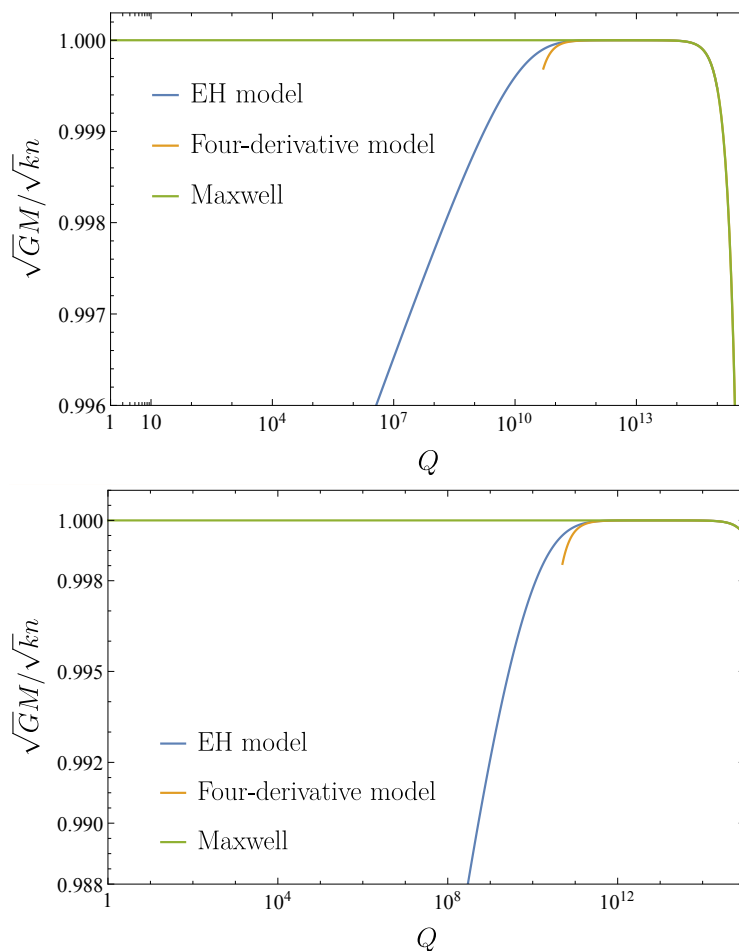 1.000
0.999
0.998
0.997
0.996
√GM/√kn
EH model
Four-derivative model
Maxwell
1 10 10⁴ 10⁷ 10¹⁰ 10¹³
Q
1.000
0.998
0.995
0.992
0.990
0.988
√GM/√kn
EH model
Four-derivative model
Maxwell
1 10⁴ 10⁸ 10¹²
Q